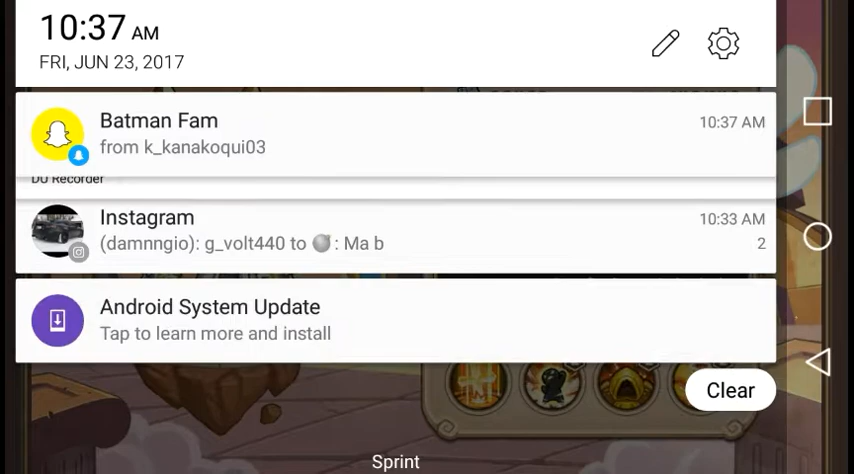 10:37 AM
FRI, JUN 23, 2017
Batman Fam
10:37 AM
from k_kanakoqui03
DU Recorder
Instagram
10:33 AM
(damnngio): g_volt440 to : Ma b
2
Android System Update
Tap to learn more and install
Clear
Sprint